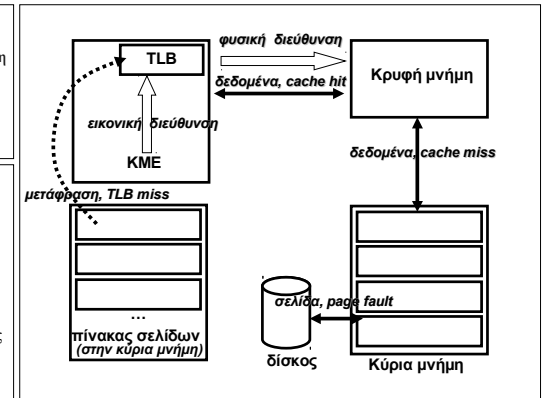 φυσική διεύθυνση
TLB
δεδομένα, cache hit
Κρυφή μνήμη
η
εικονική διεύθυνση
ΚΜΕ
δεδομένα, cache miss
μετάφραση, TLB miss
σελίδα, page fault
...
πίνακας σελίδων
(στην κύρια μνήμη)
ς
δίσκος
Κύρια μνήμη